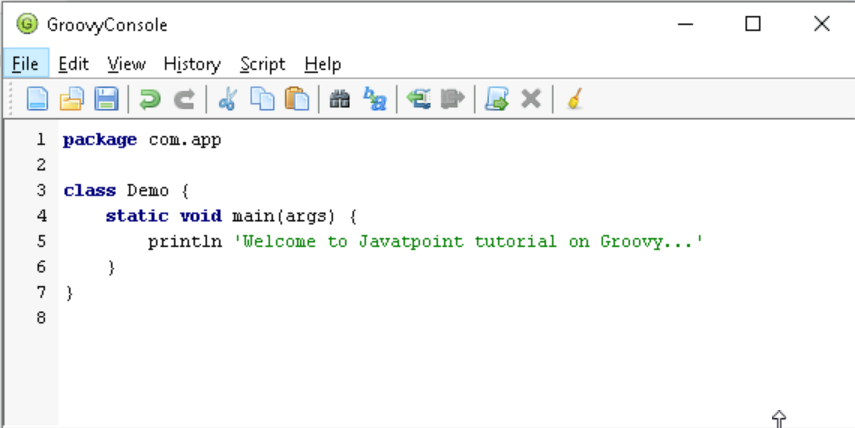 GroovyConsole
File Edit View History Script Help
1 package com.app
2
3 class Demo {
4     static void main(args) {
5         println 'Welcome to Javatpoint tutorial on Groovy...'
6     }
7 }
8